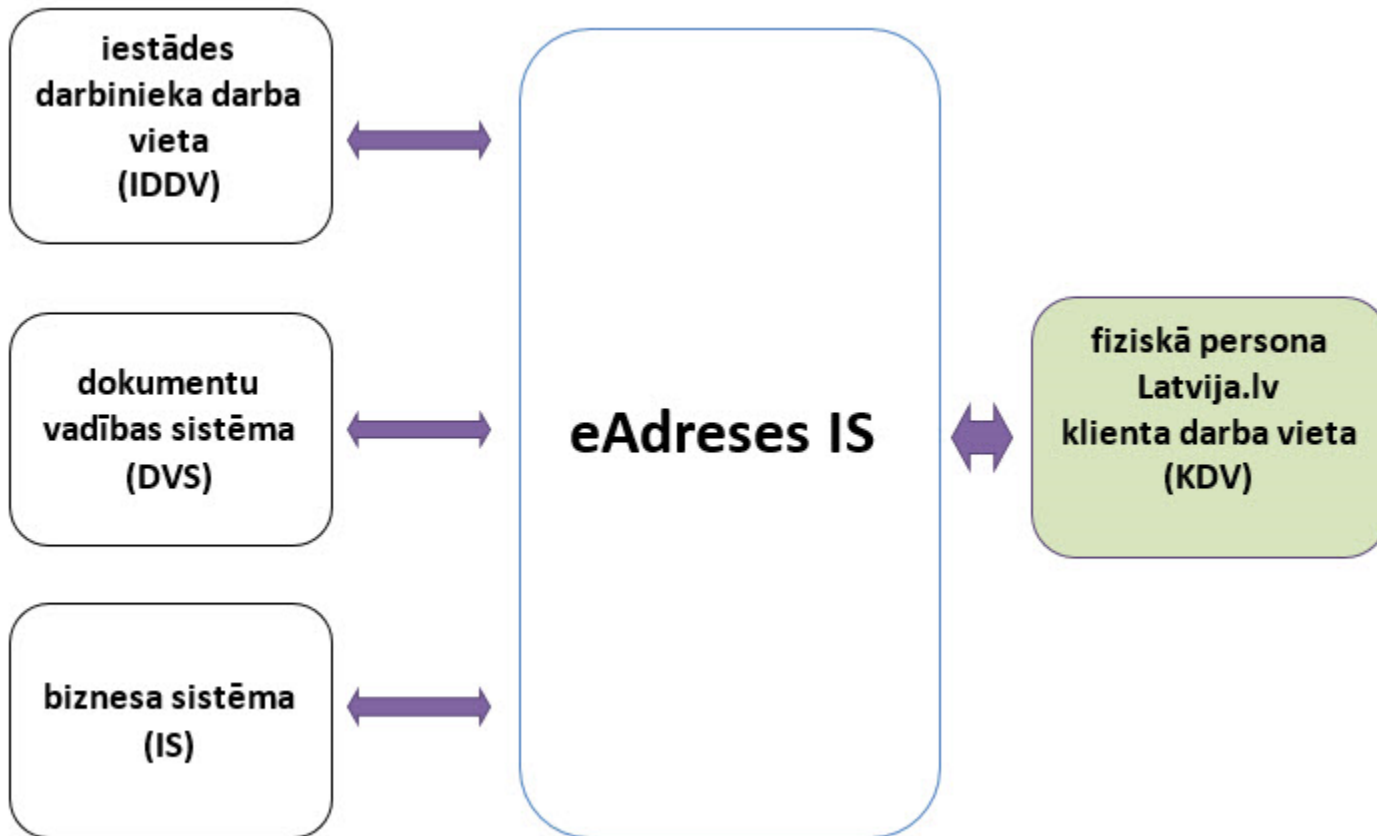 iestādes
darbinieka darba
vieta
(IDDV)
dokumentu
vadības sistēma
(DVS)
biznesa sistēma
(IS)
eAdreses IS
fiziskā persona
Latvija.lv
klienta darba vieta
(KDV)